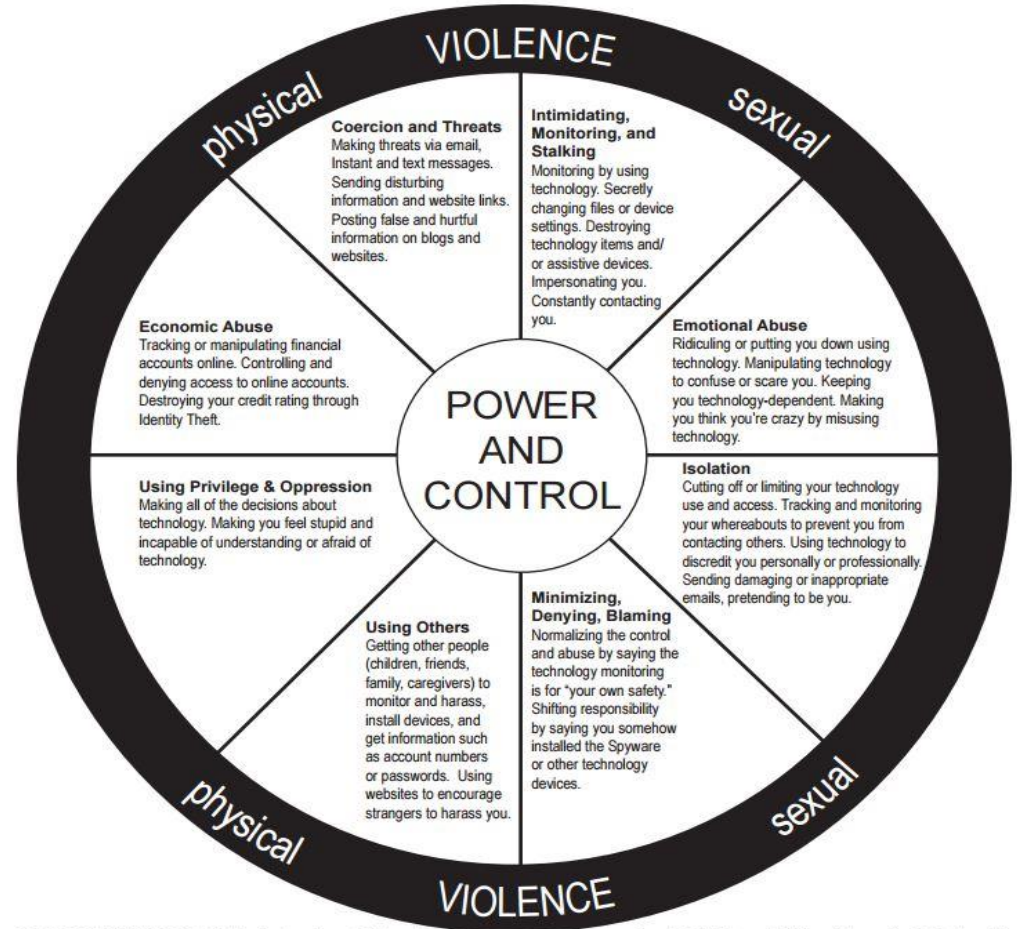 VIOLENCE
physical
sexual
Coercion and Threats
Making threats via email,
Instant and text messages.
Sending disturbing
information and website links.
Posting false and hurtful
information on blogs and
websites.
Intimidating,
Monitoring, and
Stalking
Monitoring by using
technology. Secretly
changing files or device
settings. Destroying
technology items and/
or assistive devices.
Impersonating you.
Constantly contacting
you.
Emotional Abuse
Ridiculing or putting you down using
technology. Manipulating technology
to confuse or scare you. Keeping
you technology-dependent. Making
you think you're crazy by misusing
technology.
Isolation
Cutting off or limiting your technology
use and access. Tracking and monitoring
your whereabouts to prevent you from
contacting others. Using technology to
discredit you personally or professionally.
Sending damaging or inappropriate
emails, pretending to be you.
Minimizing,
Denying, Blaming
Normalizing the control
and abuse by saying the
technology monitoring
is for “your own safety.”
Shifting responsibility
by saying you somehow
installed the Spyware
or other technology
devices.
Using Others
Getting other people
(children, friends,
family, caregivers) to
monitor and harass,
install devices, and
get information such
as account numbers
or passwords. Using
websites to encourage
strangers to harass you.
Using Privilege & Oppression
Making all of the decisions about
technology. Making you feel stupid and
incapable of understanding or afraid of
technology.
Economic Abuse
Tracking or manipulating financial
accounts online. Controlling and
denying access to online accounts.
Destroying your credit rating through
Identity Theft.
POWER
AND
CONTROL
physical
sexual
VIOLENCE